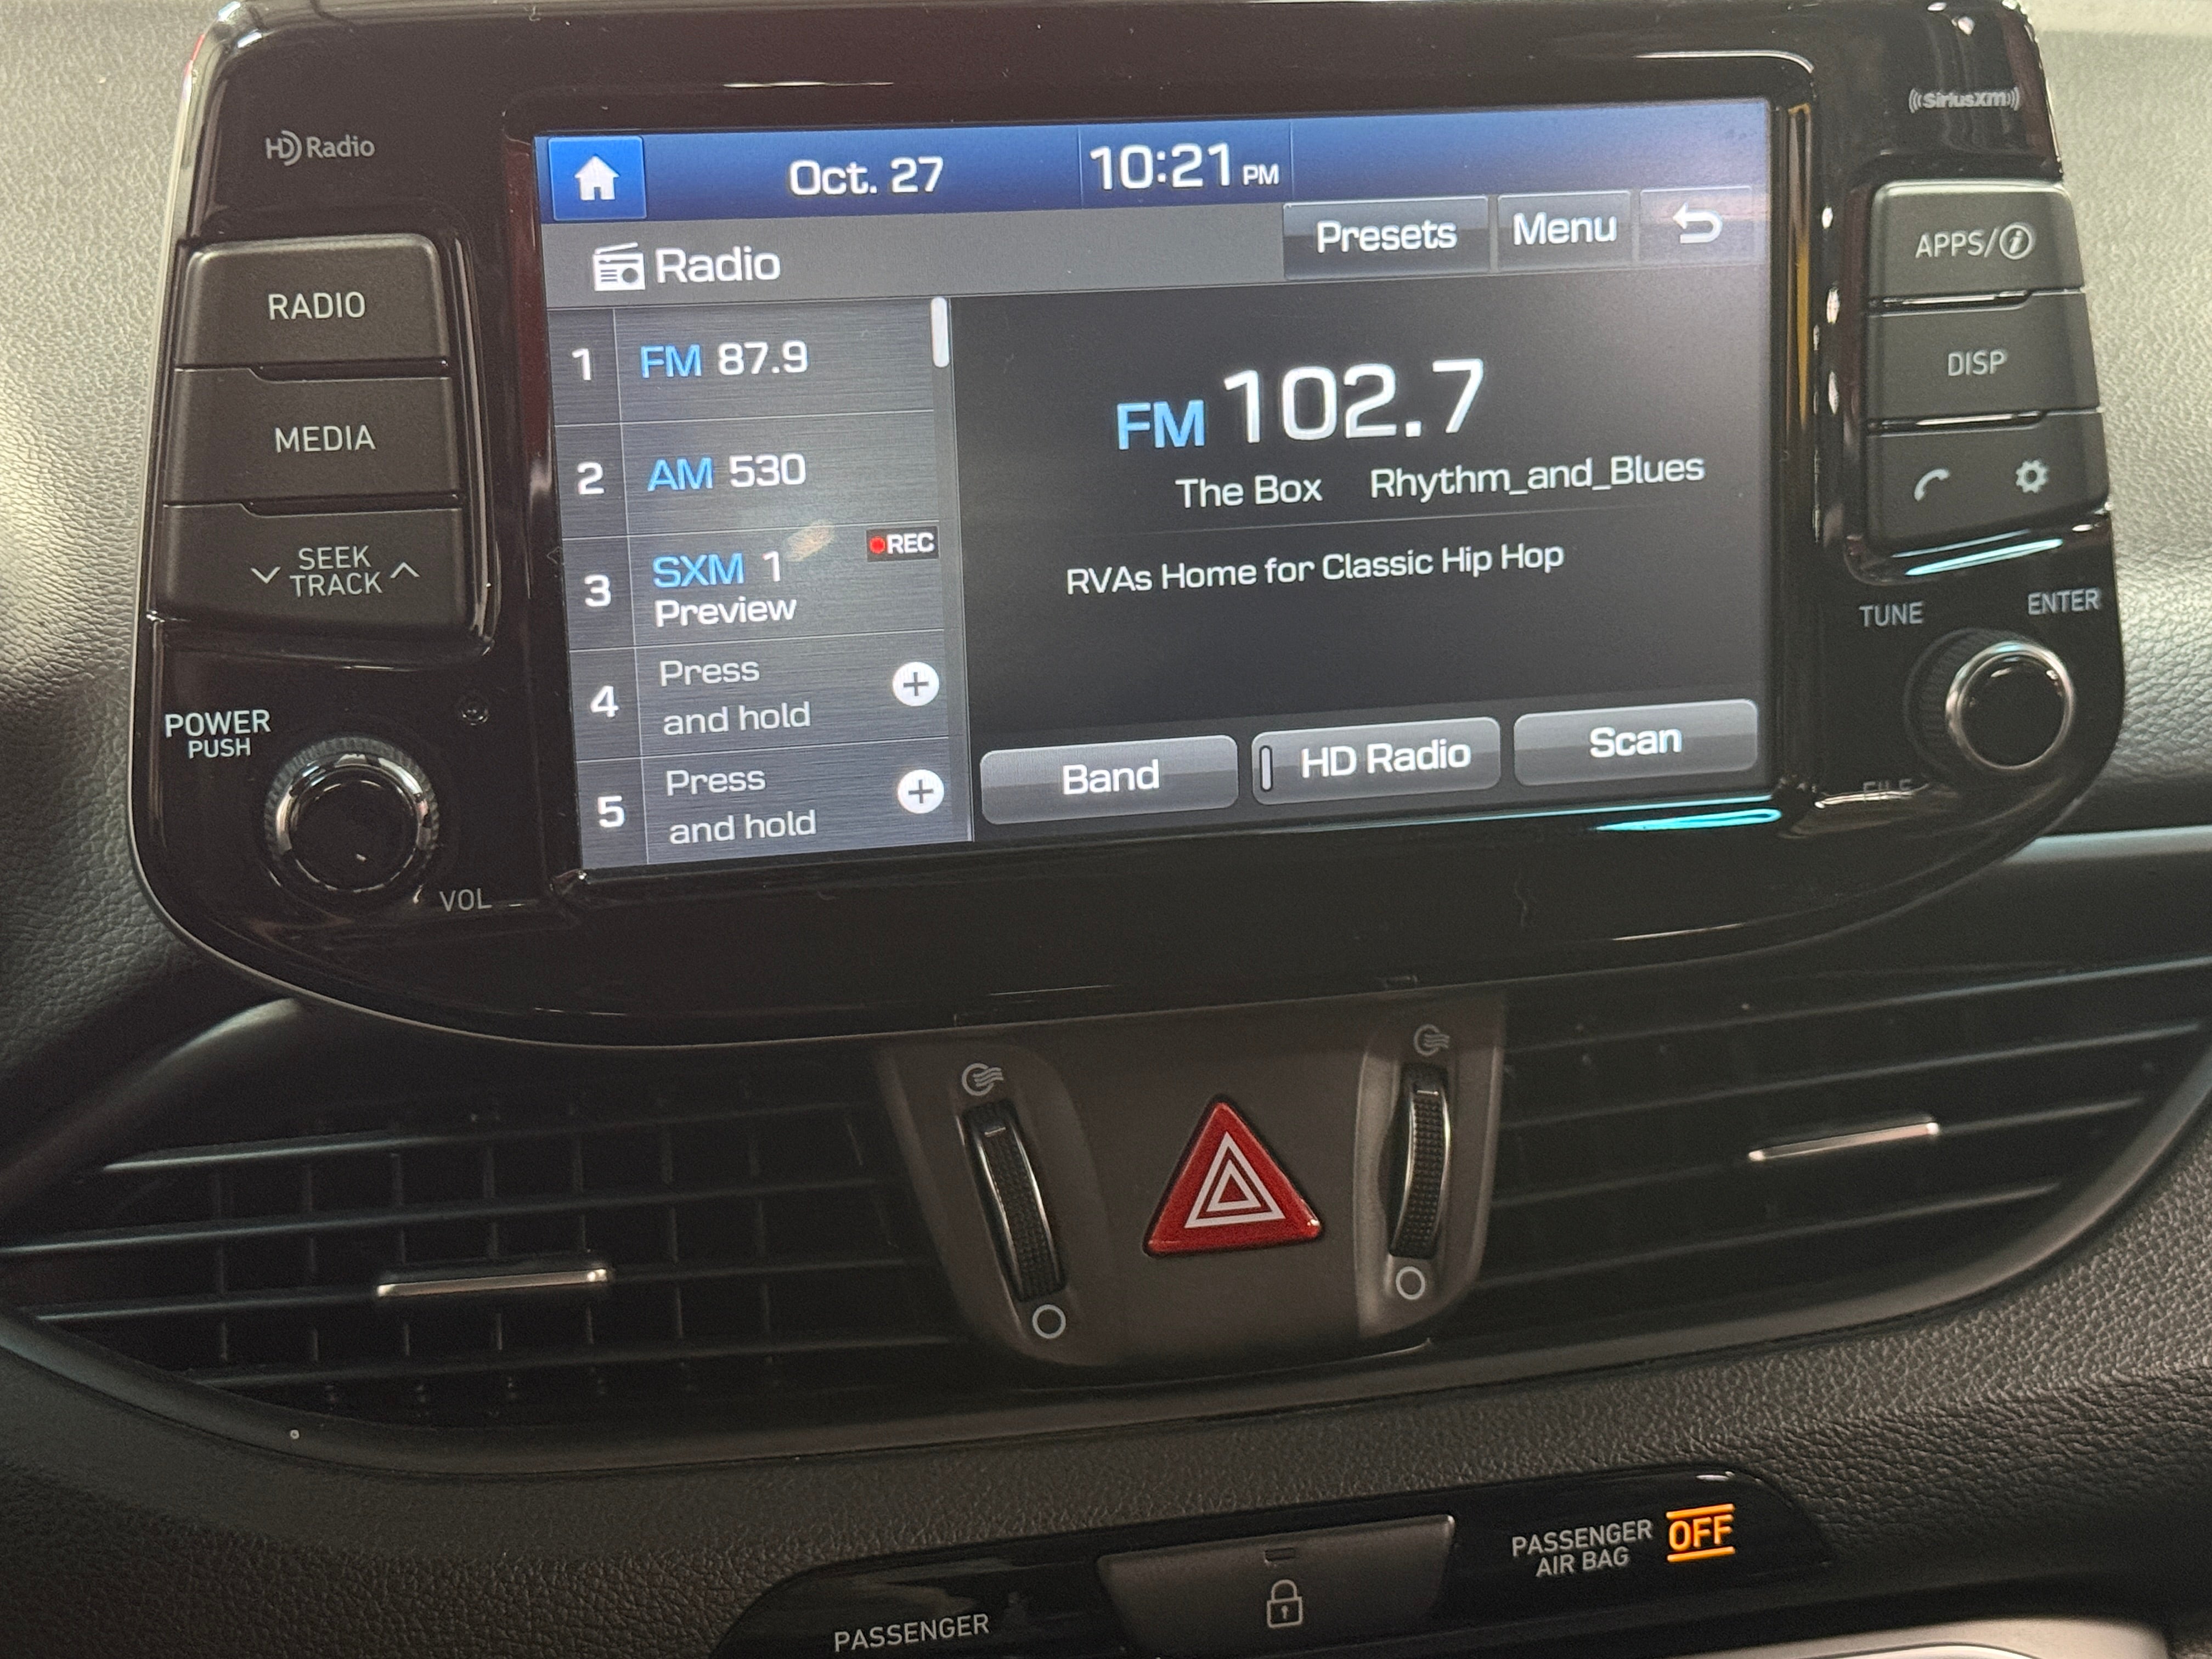 HD Radio
SiriusXM
Oct. 27
10:21 PM
Radio
Presets
Menu
1 FM 87.9
2 AM 530
3 SXM 1 REC
Preview
4 Press
and hold
5 Press
and hold
FM 102.7
The Box Rhythm_and_Blues
RVAs Home for Classic Hip Hop
Band
HD Radio
Scan
RADIO
MEDIA
SEEK
TRACK
POWER
PUSH
VOL
APPS/i
DISP
TUNE
ENTER
FILE
PASSENGER
PASSENGER
AIR BAG
OFF